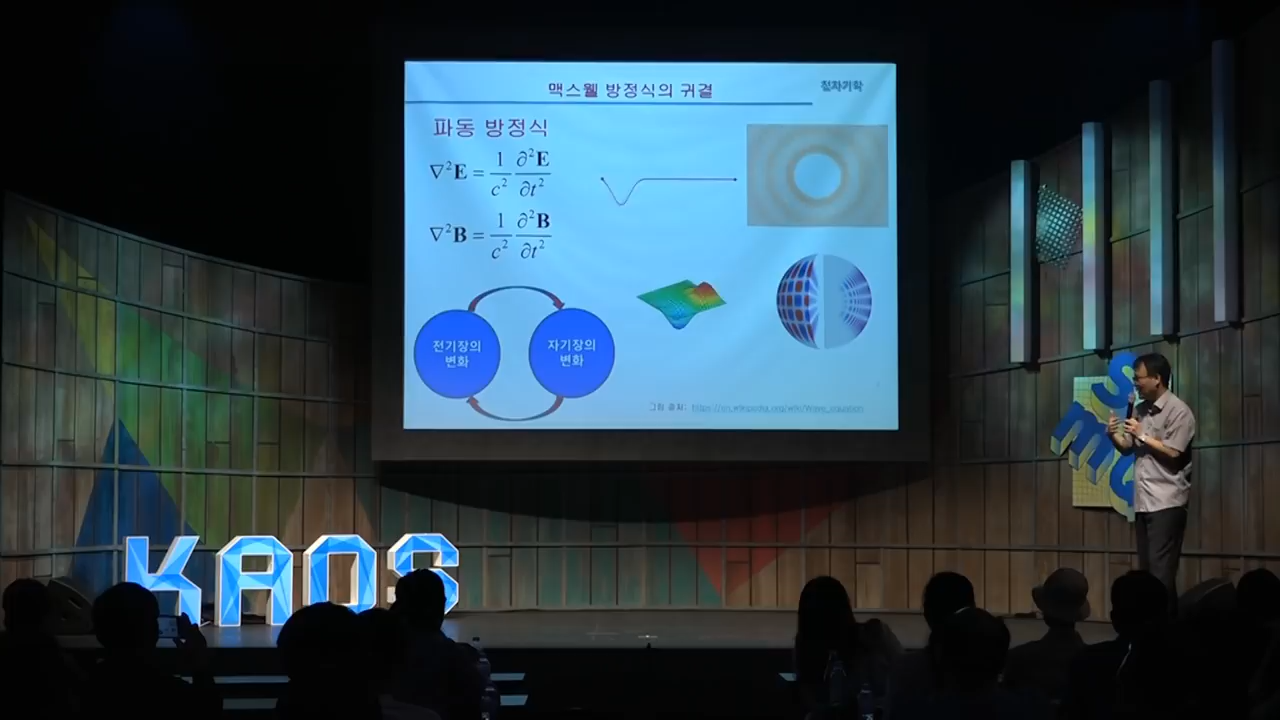 맥스웰 방정식의 귀결
전자기학
파동 방정식
∇²E = 1/c² ∂²E/∂t²
∇²B = 1/c² ∂²B/∂t²
전기장의
변화
자기장의
변화
그림 출처: https://en.wikipedia.org/wiki/Wave_equation
KAOS